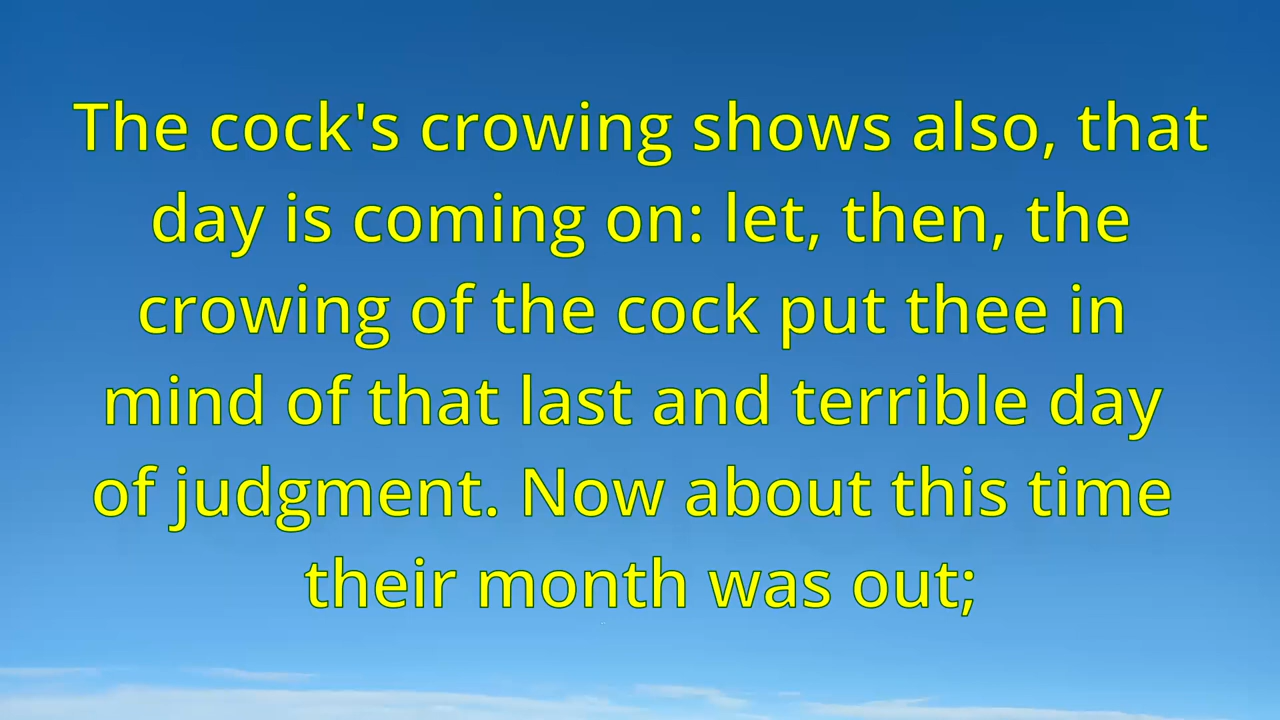 The cock's crowing shows also, that
day is coming on: let, then, the
crowing of the cock put thee in
mind of that last and terrible day
of judgment. Now about this time
their month was out;